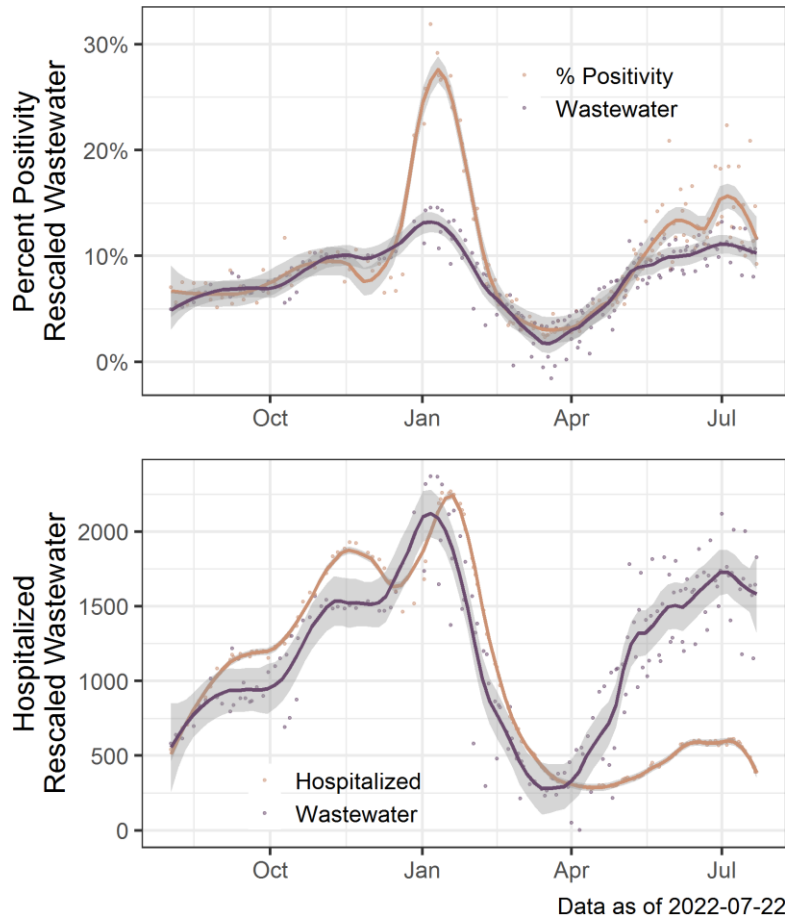 Percent Positivity
Rescaled Wastewater
30%
20%
10%
0%
% Positivity
Wastewater
Oct
Jan
Apr
Jul
Hospitalized
Rescaled Wastewater
2000
1500
1000
500
0
Hospitalized
Wastewater
Oct
Jan
Apr
Jul
Data as of 2022-07-22